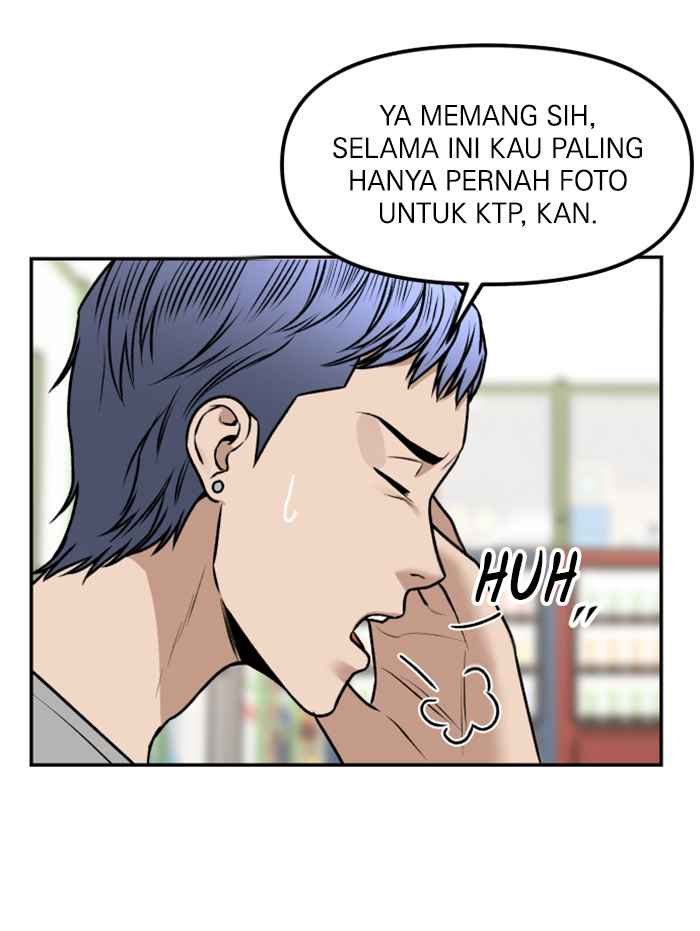 YA MEMANG SIH,
SELAMA INI KAU PALING
HANYA PERNAH FOTO
UNTUK KTP, KAN.
HUH,,